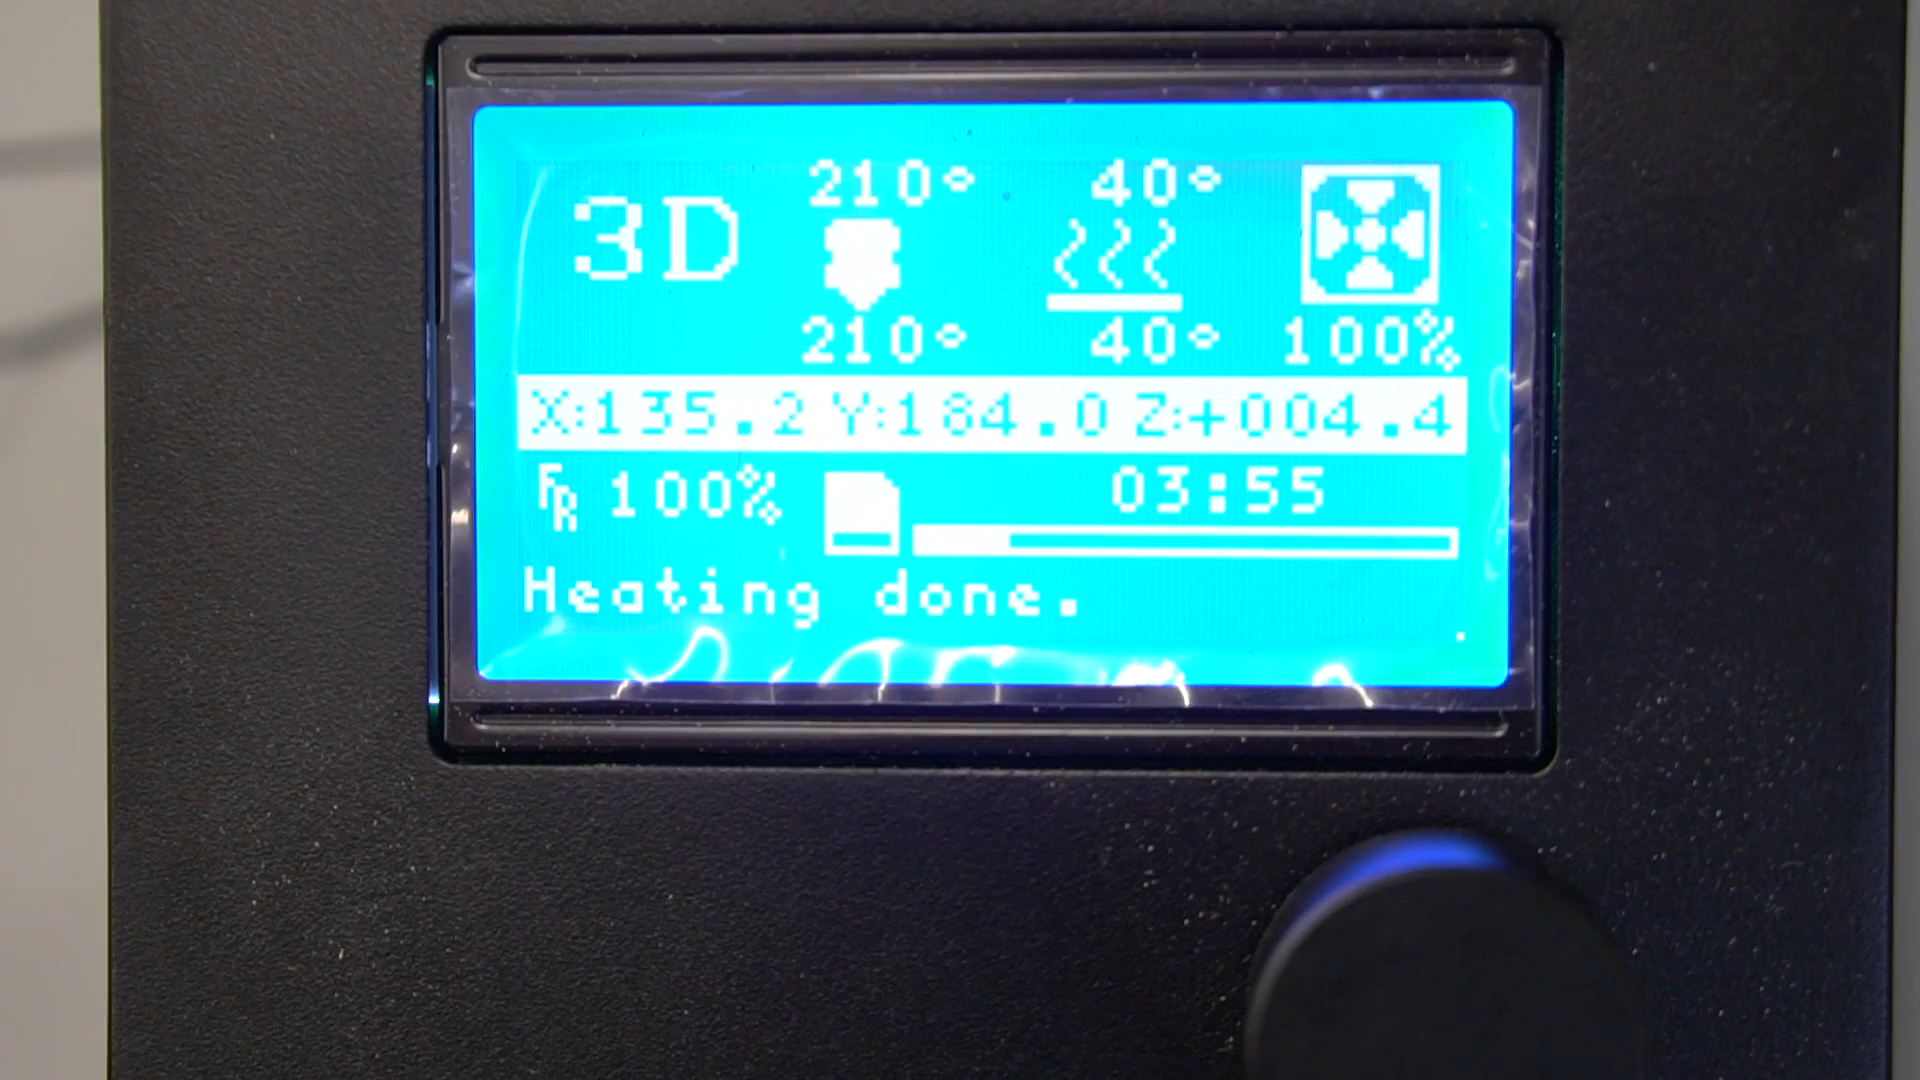 3D 210° 40°
210° 40° 100%
X:135.2 Y:184.0 Z:+004.4
FR 100% 03:55
Heating done.